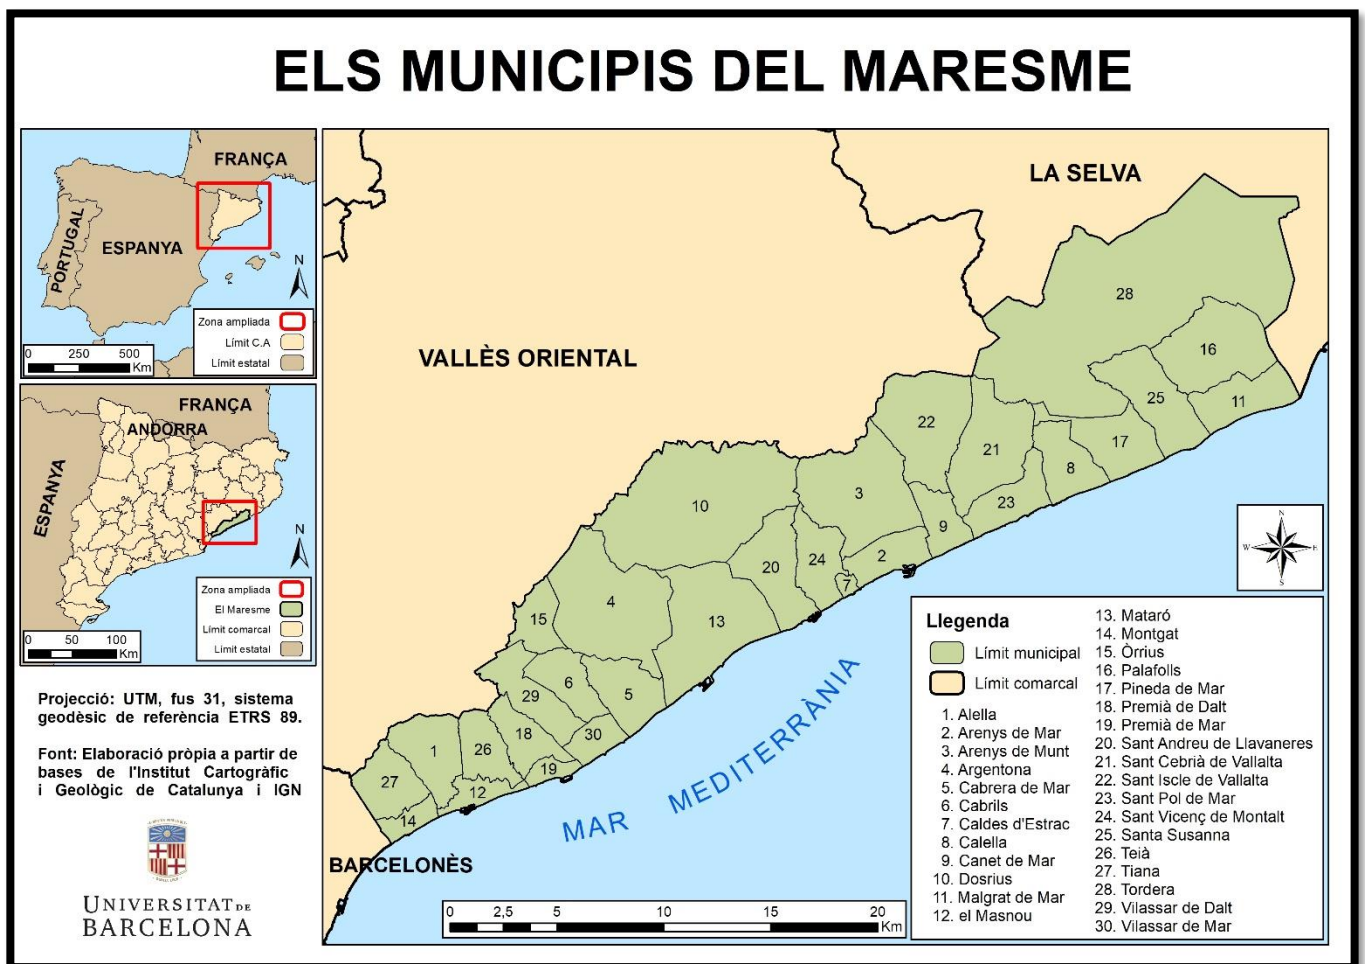 ELS MUNICIPIS DEL MARESME
FRANÇA
PORTUGAL
ESPANYA
N
Zona ampliada
Límit C.A
Límit estatal
0 250 500
Km
FRANÇA
ANDORRA
ESPANYA
N
Zona ampliada
El Maresme
Límit comarcal
Límit estatal
0 50 100
Km
Projecció: UTM, fus 31, sistema
geodèsic de referència ETRS 89.
Font: Elaboració pròpia a partir de
bases de l'Institut Cartogràfic
i Geològic de Catalunya i IGN
UNIVERSITAT DE
BARCELONA
LA SELVA
VALLÈS ORIENTAL
BARCELONÈS
MAR MEDITERRÀNIA
28
16
25
11
22
21
17
8
23
3
9
10
2
24
20
7
4
13
15
6
5
29
30
18
1
26
19
27
12
14
N
W E
S
0 2,5 5 10 15 20
Km
Llegenda
Límit municipal
Límit comarcal
1. Alella
2. Arenys de Mar
3. Arenys de Munt
4. Argentona
5. Cabrera de Mar
6. Cabrils
7. Caldes d'Estrac
8. Calella
9. Canet de Mar
10. Dosrius
11. Malgrat de Mar
12. el Masnou
13. Mataró
14. Montgat
15. Òrrius
16. Palafolls
17. Pineda de Mar
18. Premià de Dalt
19. Premià de Mar
20. Sant Andreu de Llavaneres
21. Sant Cebrià de Vallalta
22. Sant Iscle de Vallalta
23. Sant Pol de Mar
24. Sant Vicenç de Montalt
25. Santa Susanna
26. Teià
27. Tiana
28. Tordera
29. Vilassar de Dalt
30. Vilassar de Mar